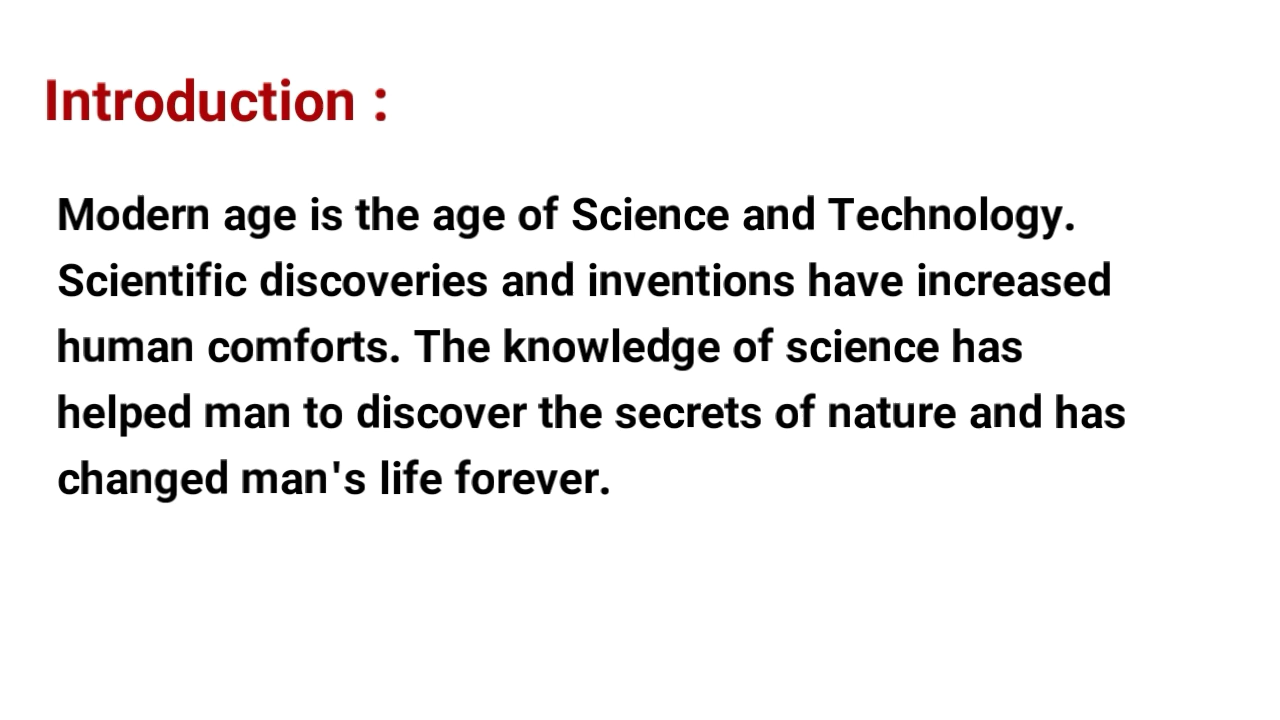 Introduction :
Modern age is the age of Science and Technology.
Scientific discoveries and inventions have increased
human comforts. The knowledge of science has
helped man to discover the secrets of nature and has
changed man's life forever.